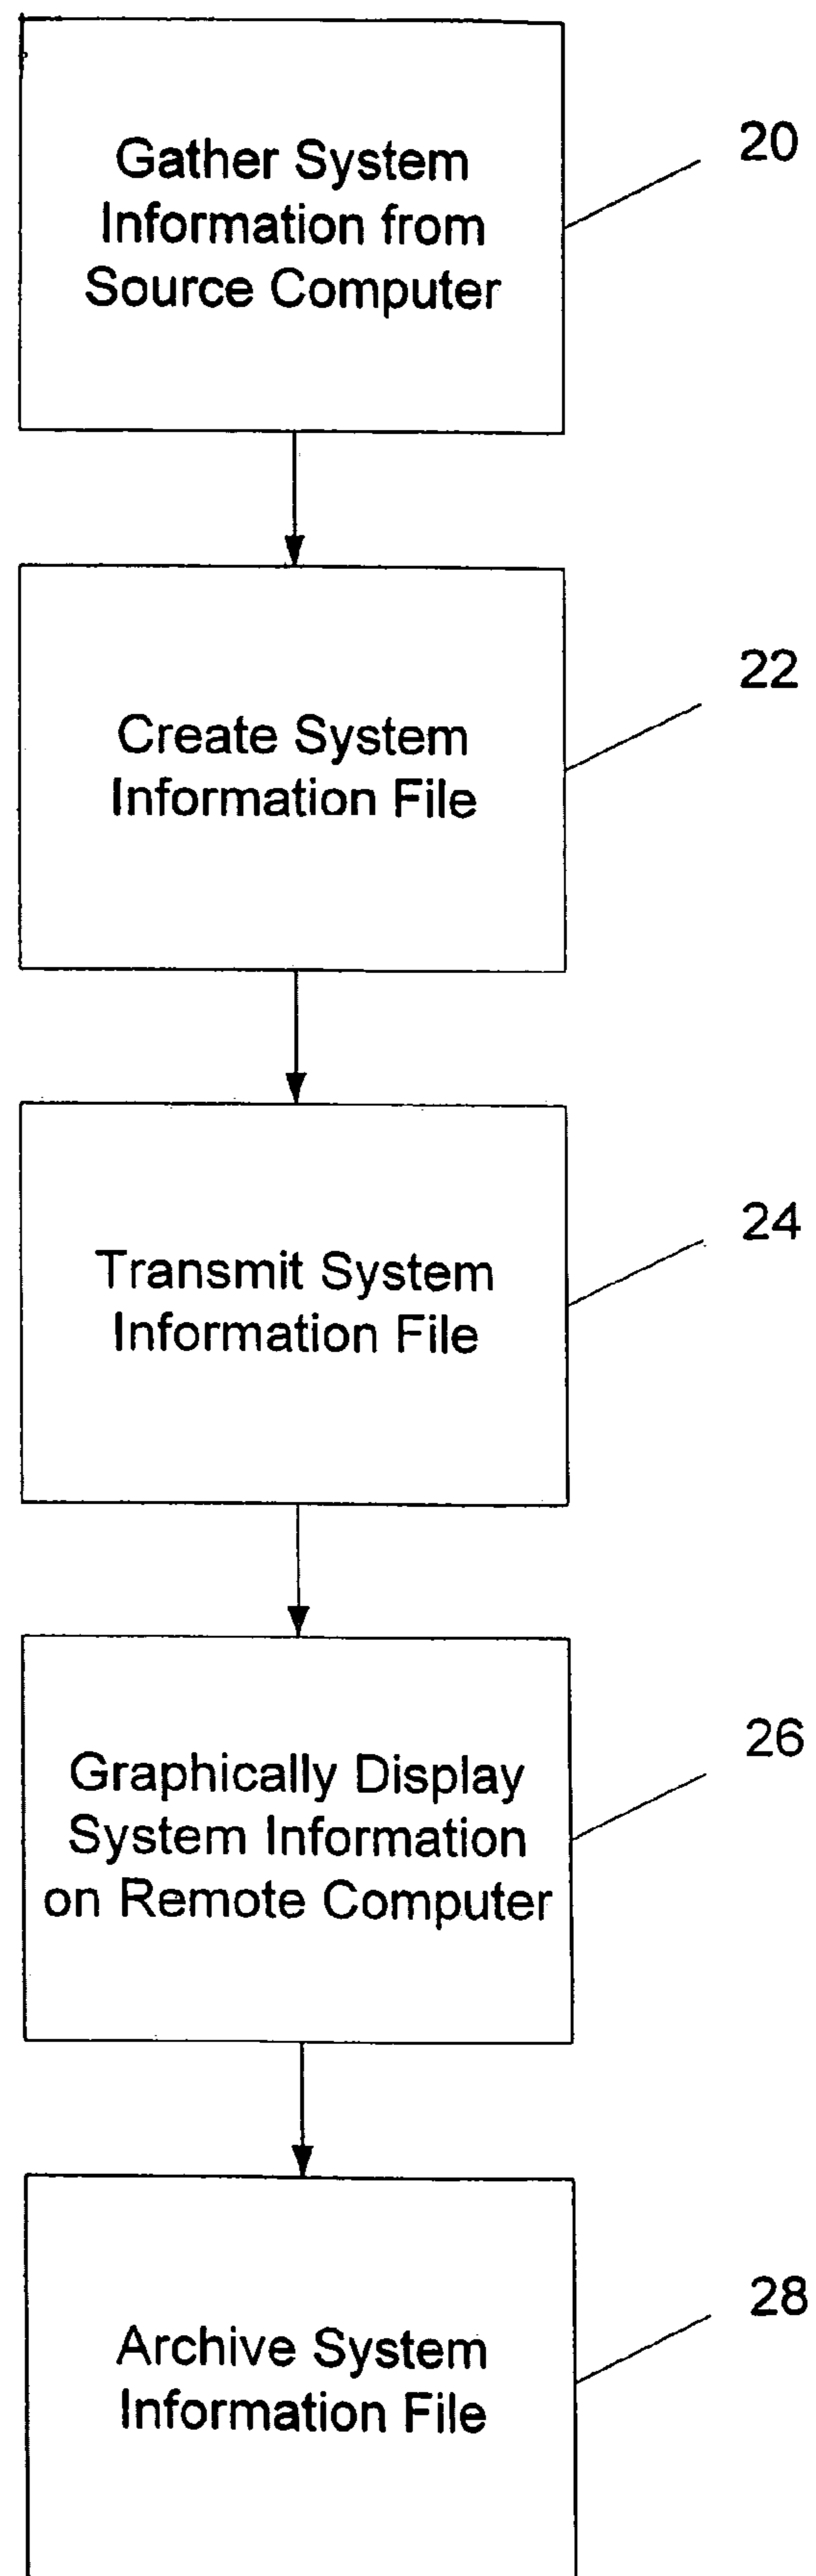 Gather System
Information from
Source Computer
20
Create System
Information File
22
Transmit System
Information File
24
Graphically Display
System Information
on Remote Computer
26
Archive System
Information File
28